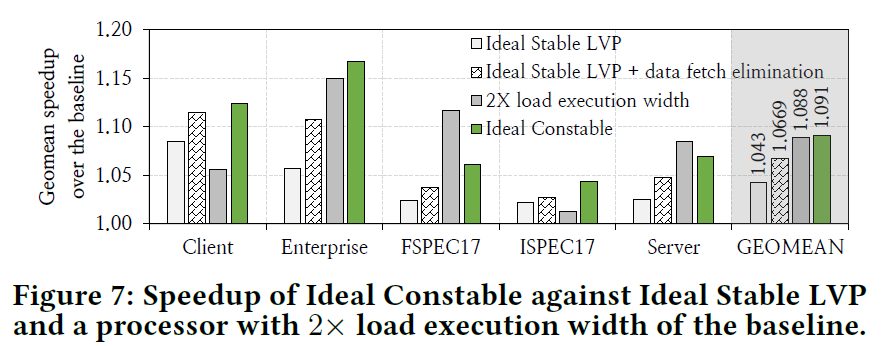 1.20
1.15
1.10
1.05
1.00
Geomean speedup
over the baseline
Ideal Stable LVP
Ideal Stable LVP + data fetch elimination
2X load execution width
Ideal Constable
1.043
1.0669
1.088
1.091
Client
Enterprise
FSPEC17
ISPEC17
Server
GEOMEAN
Figure 7: Speedup of Ideal Constable against Ideal Stable LVP
and a processor with 2× load execution width of the baseline.